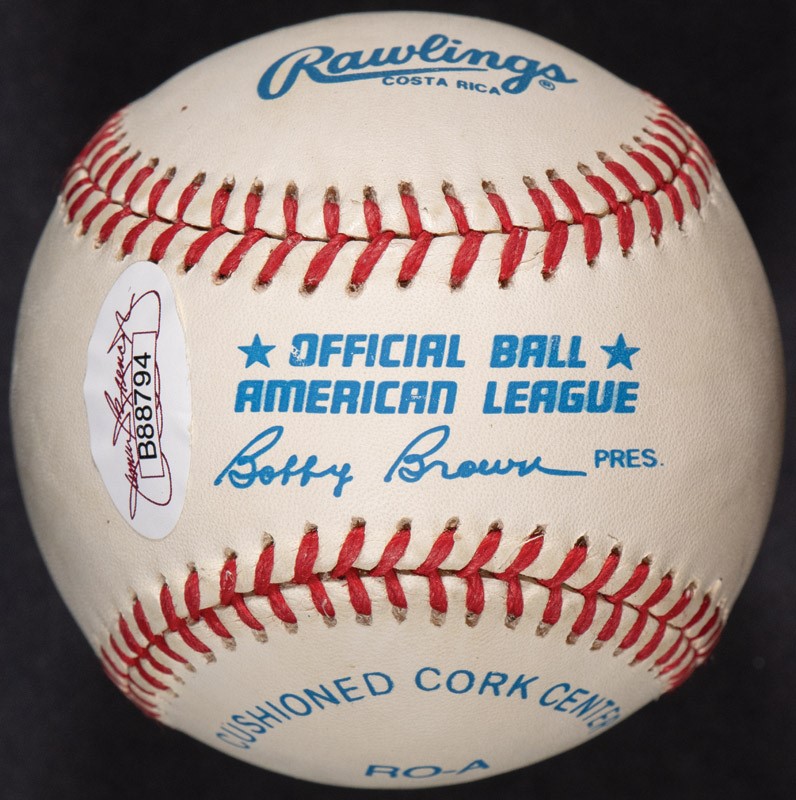 Rawlings®
COSTA RICA
★ OFFICIAL BALL ★
AMERICAN LEAGUE
Bobby Brown PRES.
B88794
CUSHIONED CORK CENTER
RO-A